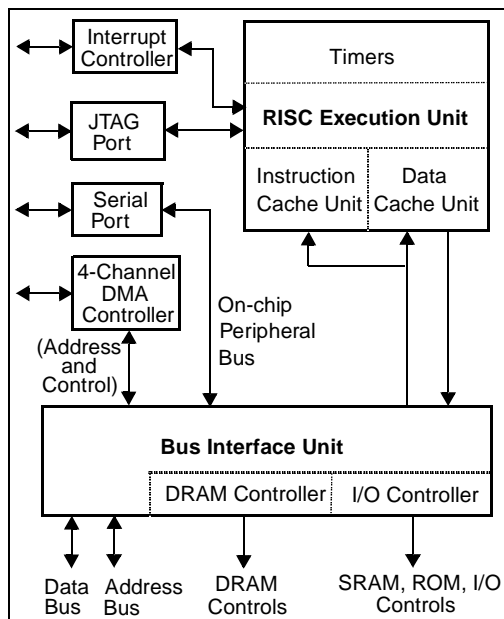 Interrupt
Controller
JTAG
Port
Serial
Port
4-Channel
DMA
Controller
(Address
and
Control)
On-chip
Peripheral
Bus
Timers
RISC Execution Unit
Instruction
Cache Unit
Data
Cache Unit
Bus Interface Unit
DRAM Controller
I/O Controller
Data
Bus
Address
Bus
DRAM
Controls
SRAM, ROM, I/O
Controls